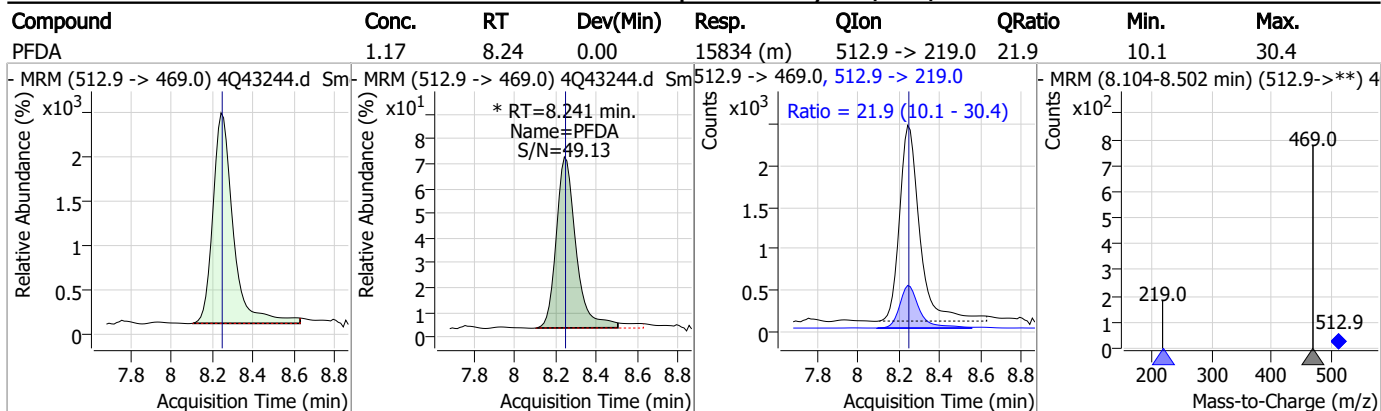 Compound Conc. RT Dev(Min) Resp. QIon QRatio Min. Max.
PFDA 1.17 8.24 0.00 15834 (m) 512.9 -> 219.0 21.9 10.1 30.4
- MRM (512.9 -> 469.0) 4Q43244.d Sm
Relative Abundance (%)
x10³
2
1.5
1
0.5
0
7.8 8 8.2 8.4 8.6 8.8
Acquisition Time (min)
- MRM (512.9 -> 469.0) 4Q43244.d Sm
Relative Abundance (%)
x10¹
* RT=8.241 min.
Name=PFDA
S/N=49.13
8
7
6
5
4
3
2
1
0
7.8 8 8.2 8.4 8.6 8.8
Acquisition Time (min)
512.9 -> 469.0, 512.9 -> 219.0
Counts
x10³
Ratio = 21.9 (10.1 - 30.4)
2
1.5
1
0.5
0
7.8 8 8.2 8.4 8.6 8.8
Acquisition Time (min)
- MRM (8.104-8.502 min) (512.9->**) 4
Counts
x10²
8
7
6
5
4
3
2
1
0
469.0
219.0
512.9
200 300 400 500
Mass-to-Charge (m/z)